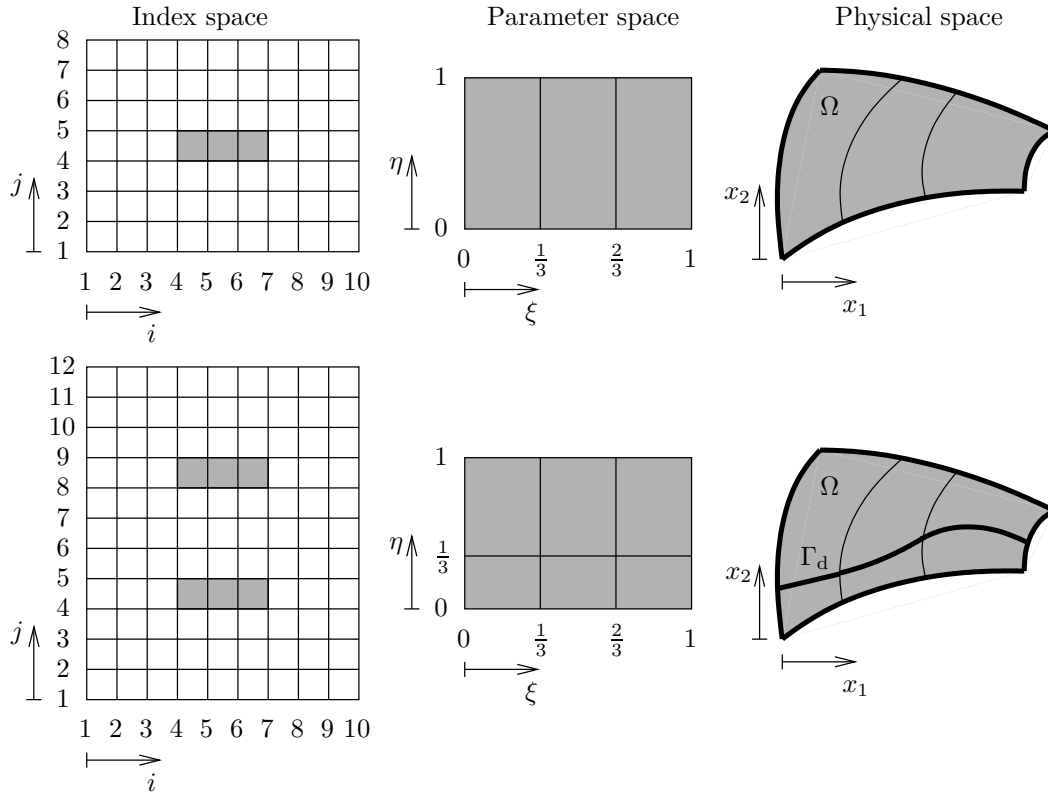 Index space
Parameter space
Physical space
8
7
6
5
4
3
2
1
j
1 2 3 4 5 6 7 8 9 10
i
1
η
0
0 1/3 2/3 1
ξ
Ω
x₂
x₁
12
11
10
9
8
7
6
5
4
3
2
1
j
1 2 3 4 5 6 7 8 9 10
i
1
η
1/3
0
0 1/3 2/3 1
ξ
Ω
Γd
x₂
x₁